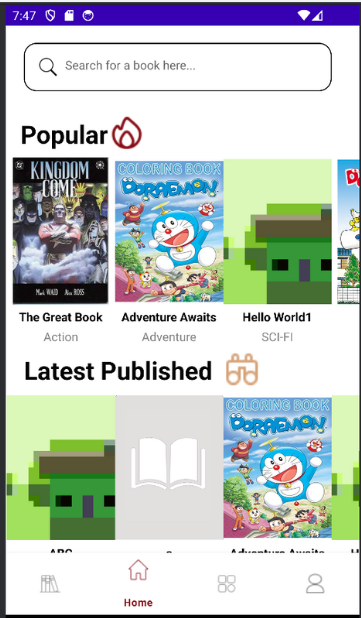 7:47
Search for a book here...
Popular
KINGDOM
COME
MARK WAID ALEX ROSS
COLORING BOOK
DORAEMON
The Great Book
Adventure Awaits
Hello World1
Action
Adventure
SCI-FI
Latest Published
COLORING BOOK
DORAEMON
ABC
Adventure Awaits
Home